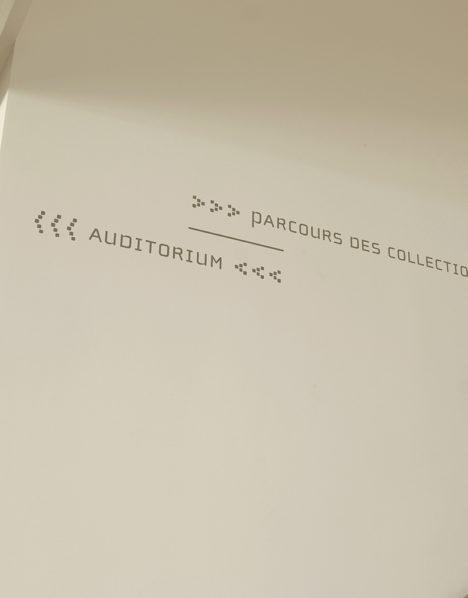 >>> PARCOURS DES COLLECTIO
<<< AUDITORIUM <<<